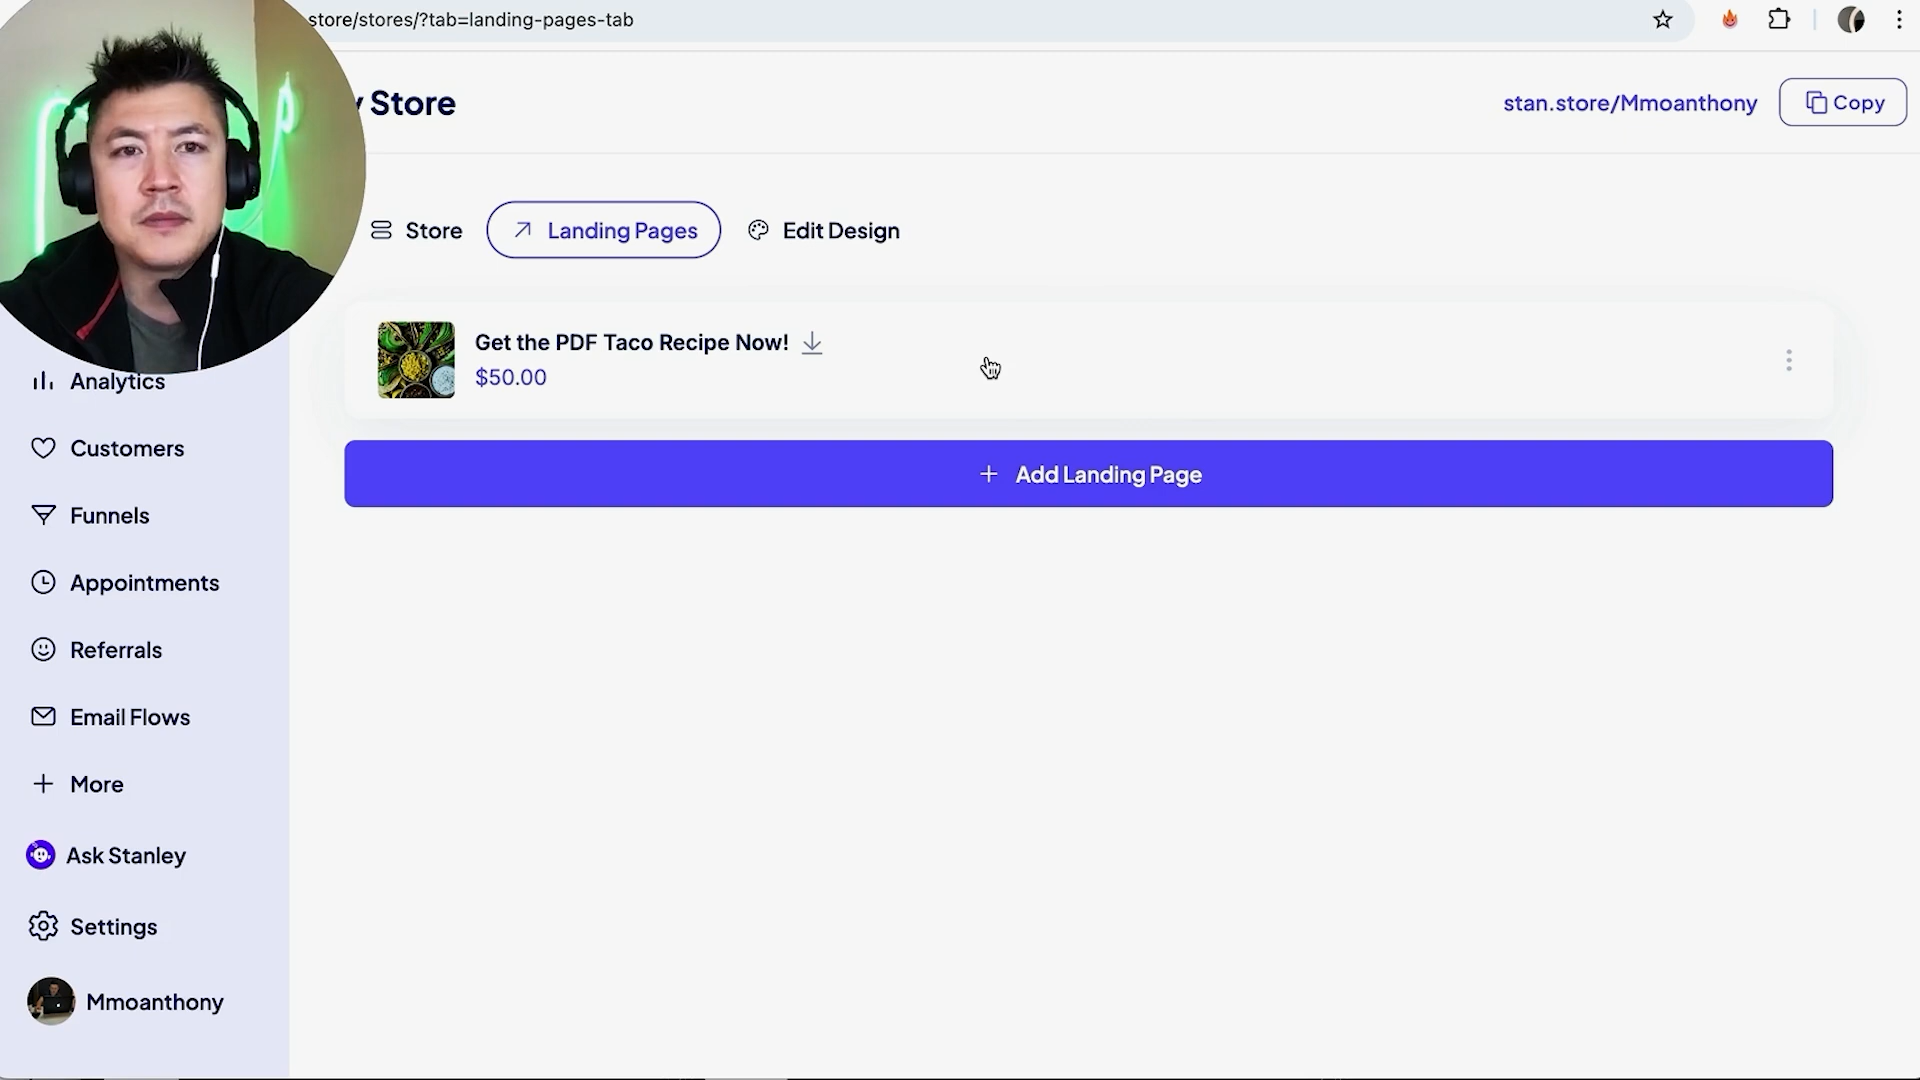 store/stores/?tab=landing-pages-tab
Store
stan.store/Mmoanthony
Copy
Store
Landing Pages
Edit Design
Get the PDF Taco Recipe Now!
$50.00
Add Landing Page
Analytics
Customers
Funnels
Appointments
Referrals
Email Flows
More
Ask Stanley
Settings
Mmoanthony